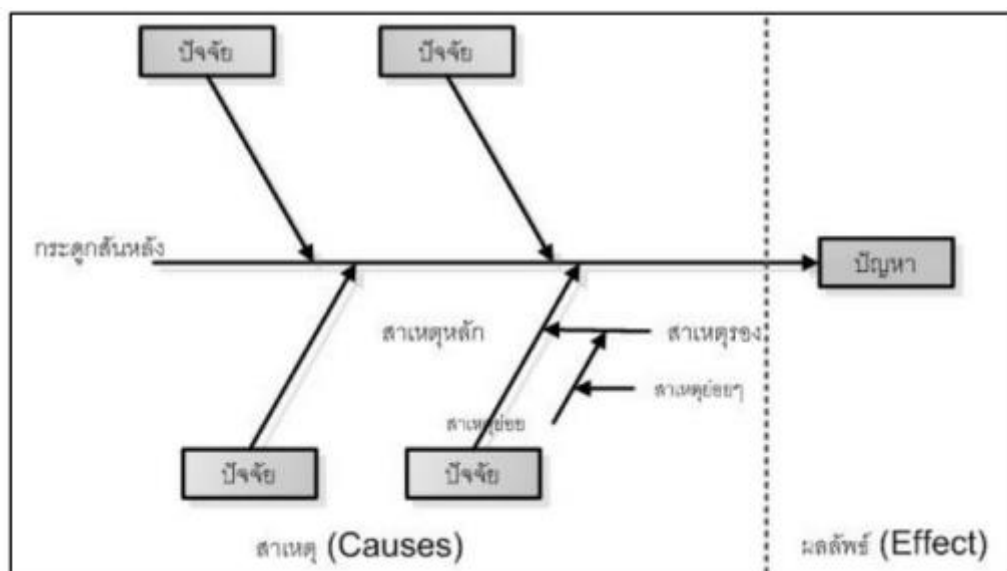 ปัจจัย
ปัจจัย
กระดูกสันหลัง
ปัญหา
สาเหตุหลัก
สาเหตุรอง
สาเหตุย่อยๆ
สาเหตุย่อย
ปัจจัย
ปัจจัย
สาเหตุ (Causes)
ผลลัพธ์ (Effect)